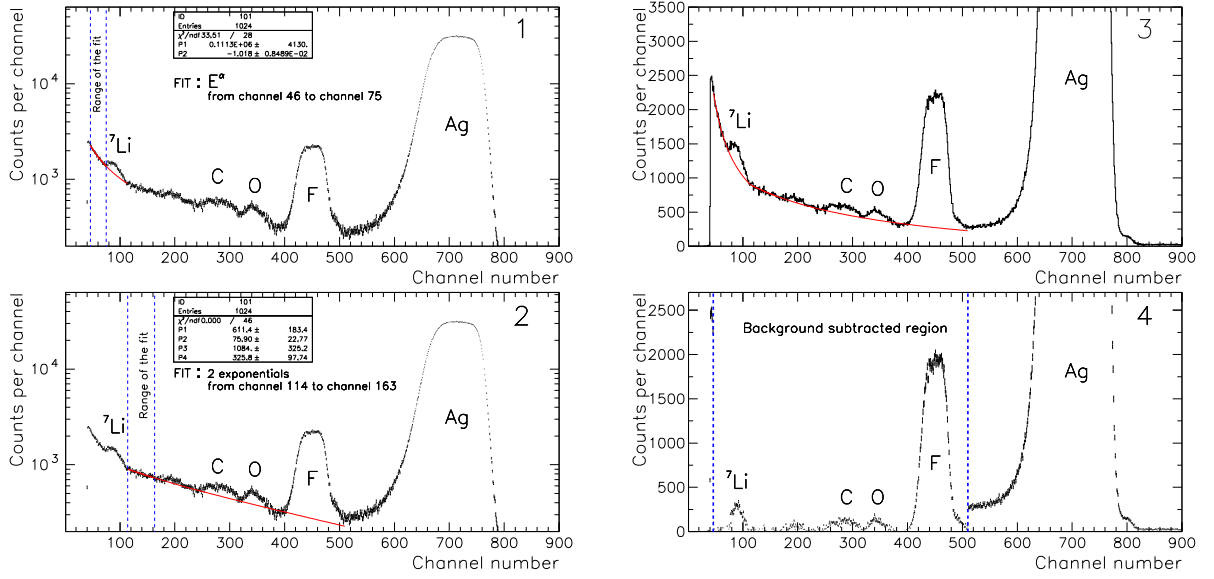 1
ID 101
Entries 1024
χ²/ndf 33.51 / 28
P1 0.1113E+06 ± 4130.
P2 -1.018 ± 0.8489E-02
FIT : E^α
from channel 46 to channel 75
Range of the fit
⁷Li
C
O
F
Ag
Counts per channel
10⁴
10³
100 200 300 400 500 600 700 800 900
Channel number
2
ID 101
Entries 1024
χ²/ndf 0.000 / 46
P1 611.4 ± 183.4
P2 75.90 ± 22.77
P3 1084. ± 325.2
P4 325.8 ± 97.74
FIT : 2 exponentials
from channel 114 to channel 163
Range of the fit
⁷Li
C
O
F
Ag
Counts per channel
10⁴
10³
100 200 300 400 500 600 700 800 900
Channel number
3
Counts per channel
3500
3000
2500
2000
1500
1000
500
0
⁷Li
C
O
F
Ag
100 200 300 400 500 600 700 800 900
Channel number
4
Background subtracted region
Counts per channel
2500
2000
1500
1000
500
0
⁷Li
C
O
F
Ag
100 200 300 400 500 600 700 800 900
Channel number